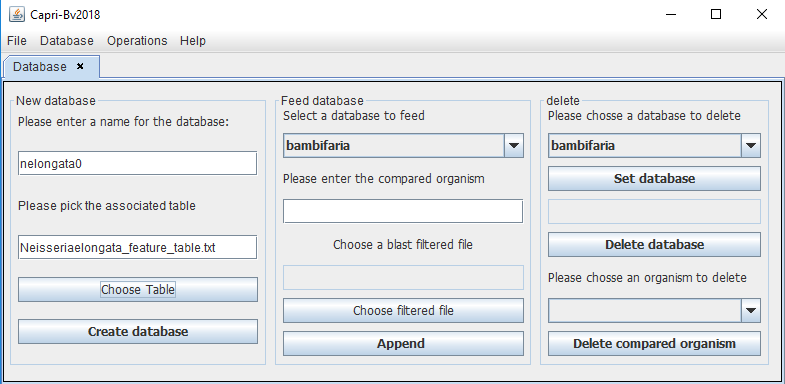 Capri-Bv2018
File Database Operations Help
Database
New database
Please enter a name for the database:
nelongata0
Please pick the associated table
Neisseriaelongata_feature_table.txt
Choose Table
Create database
Feed database
Select a database to feed
bambifaria
Please enter the compared organism
Choose a blast filtered file
Choose filtered file
Append
delete
Please choose a database to delete
bambifaria
Set database
Delete database
Please choose an organism to delete
Delete compared organism